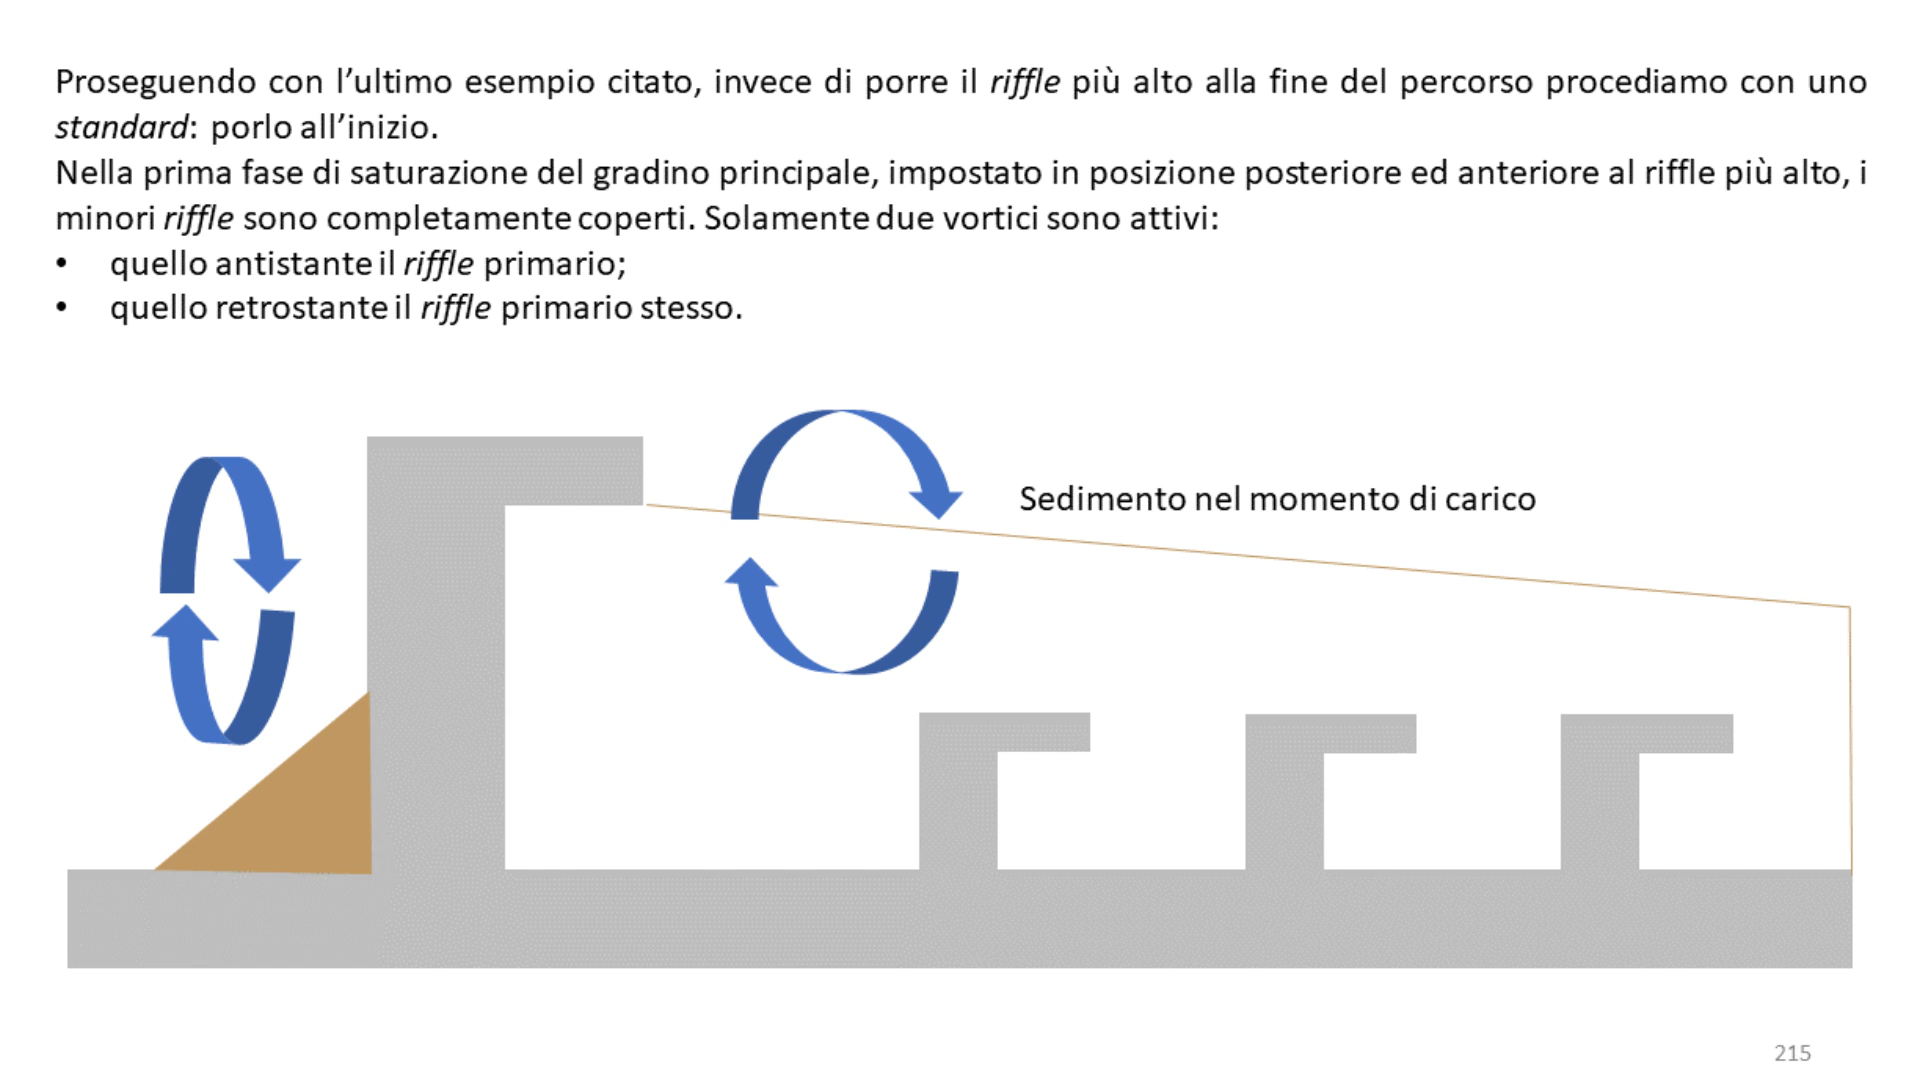 Proseguendo con l’ultimo esempio citato, invece di porre il riffle più alto alla fine del percorso procediamo con uno
standard: porlo all’inizio.
Nella prima fase di saturazione del gradino principale, impostato in posizione posteriore ed anteriore al riffle più alto, i
minori riffle sono completamente coperti. Solamente due vortici sono attivi:
• quello antistante il riffle primario;
• quello retrostante il riffle primario stesso.
Sedimento nel momento di carico
215